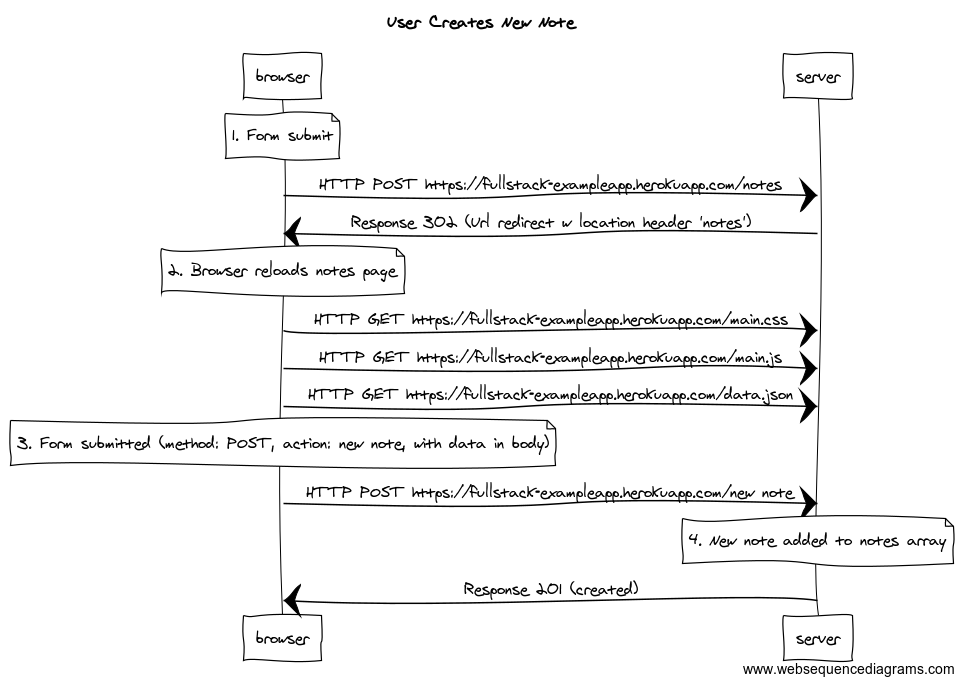 User Creates New Note
browser
server
1. Form submit
HTTP POST https://fullstack-exampleapp.herokuapp.com/notes
Response 302 (Url redirect w location header 'notes')
2. Browser reloads notes page
HTTP GET https://fullstack-exampleapp.herokuapp.com/main.css
HTTP GET https://fullstack-exampleapp.herokuapp.com/main.js
HTTP GET https://fullstack-exampleapp.herokuapp.com/data.json
3. Form submitted (method: POST, action: new note, with data in body)
HTTP POST https://fullstack-exampleapp.herokuapp.com/new note
4. New note added to notes array
Response 201 (created)
browser
server
www.websequencediagrams.com